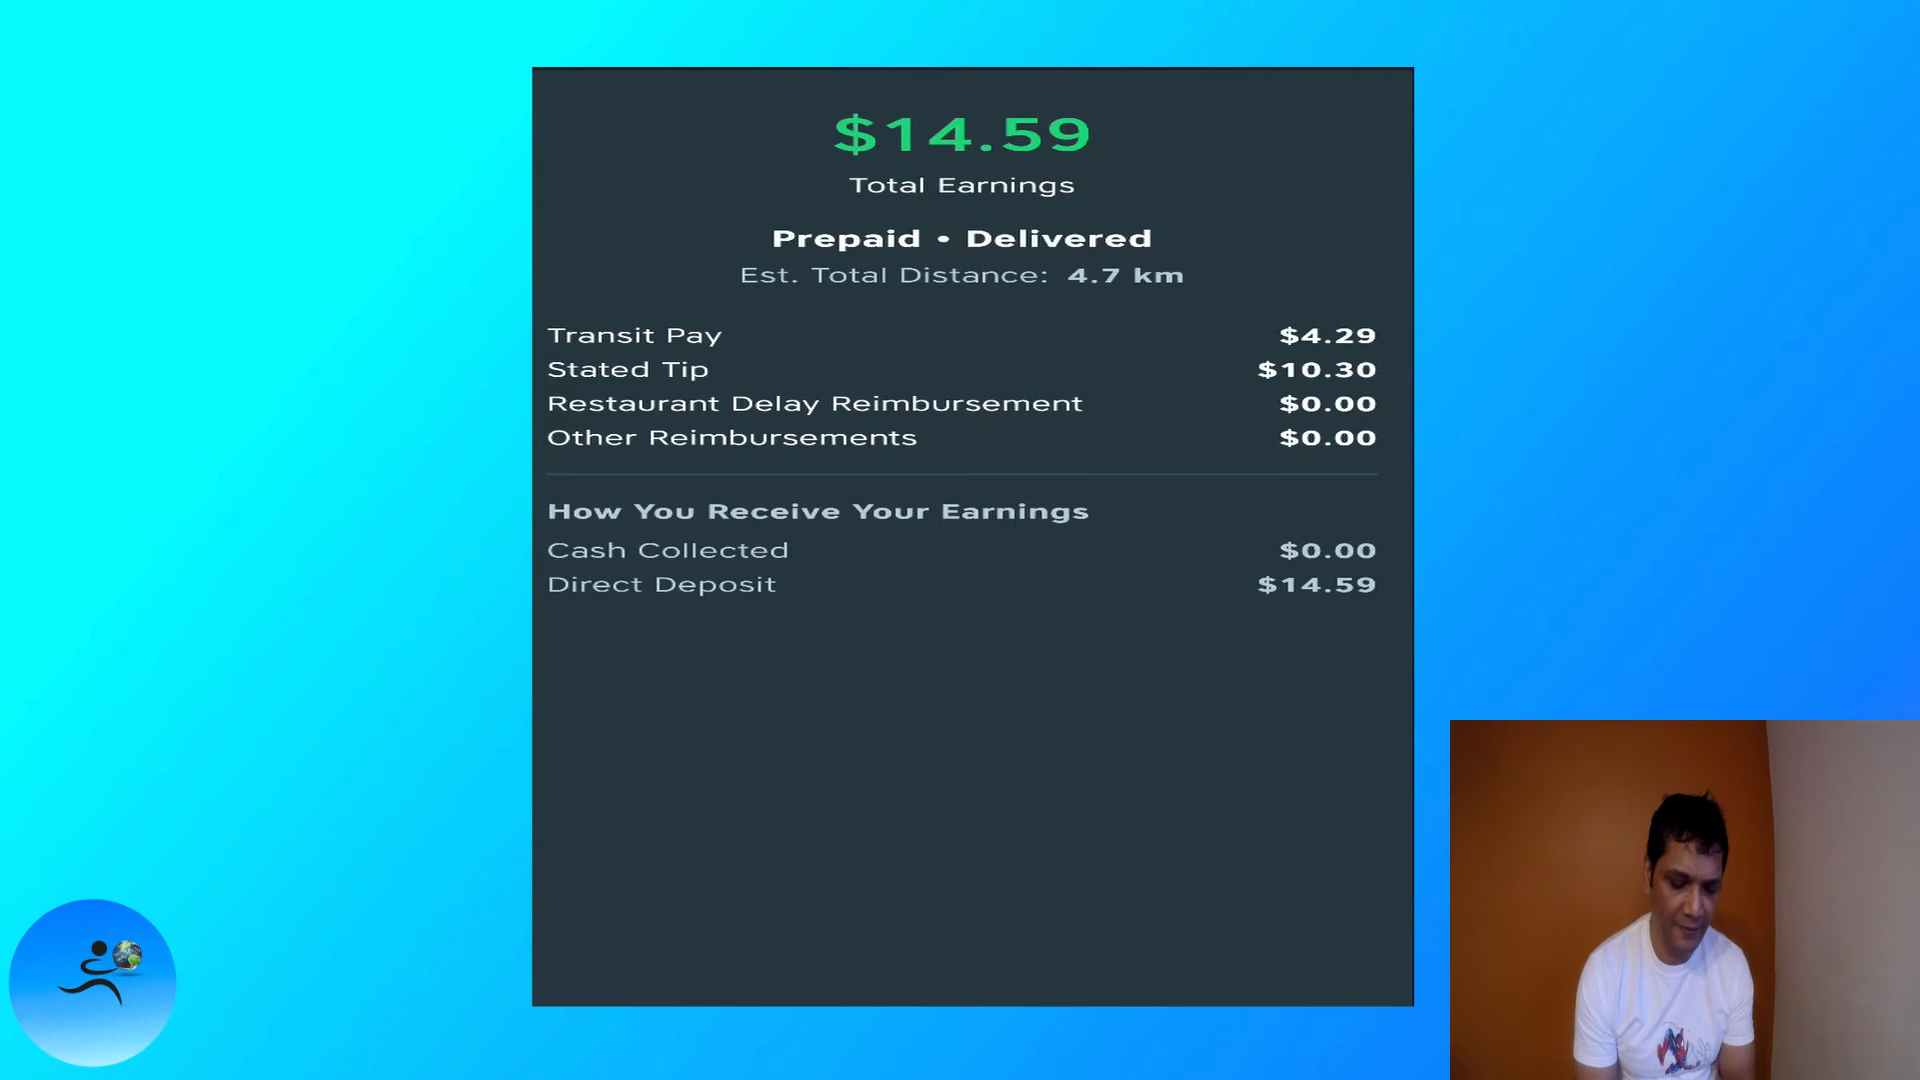 $14.59
Total Earnings
Prepaid • Delivered
Est. Total Distance: 4.7 km
Transit Pay $4.29
Stated Tip $10.30
Restaurant Delay Reimbursement $0.00
Other Reimbursements $0.00
How You Receive Your Earnings
Cash Collected $0.00
Direct Deposit $14.59